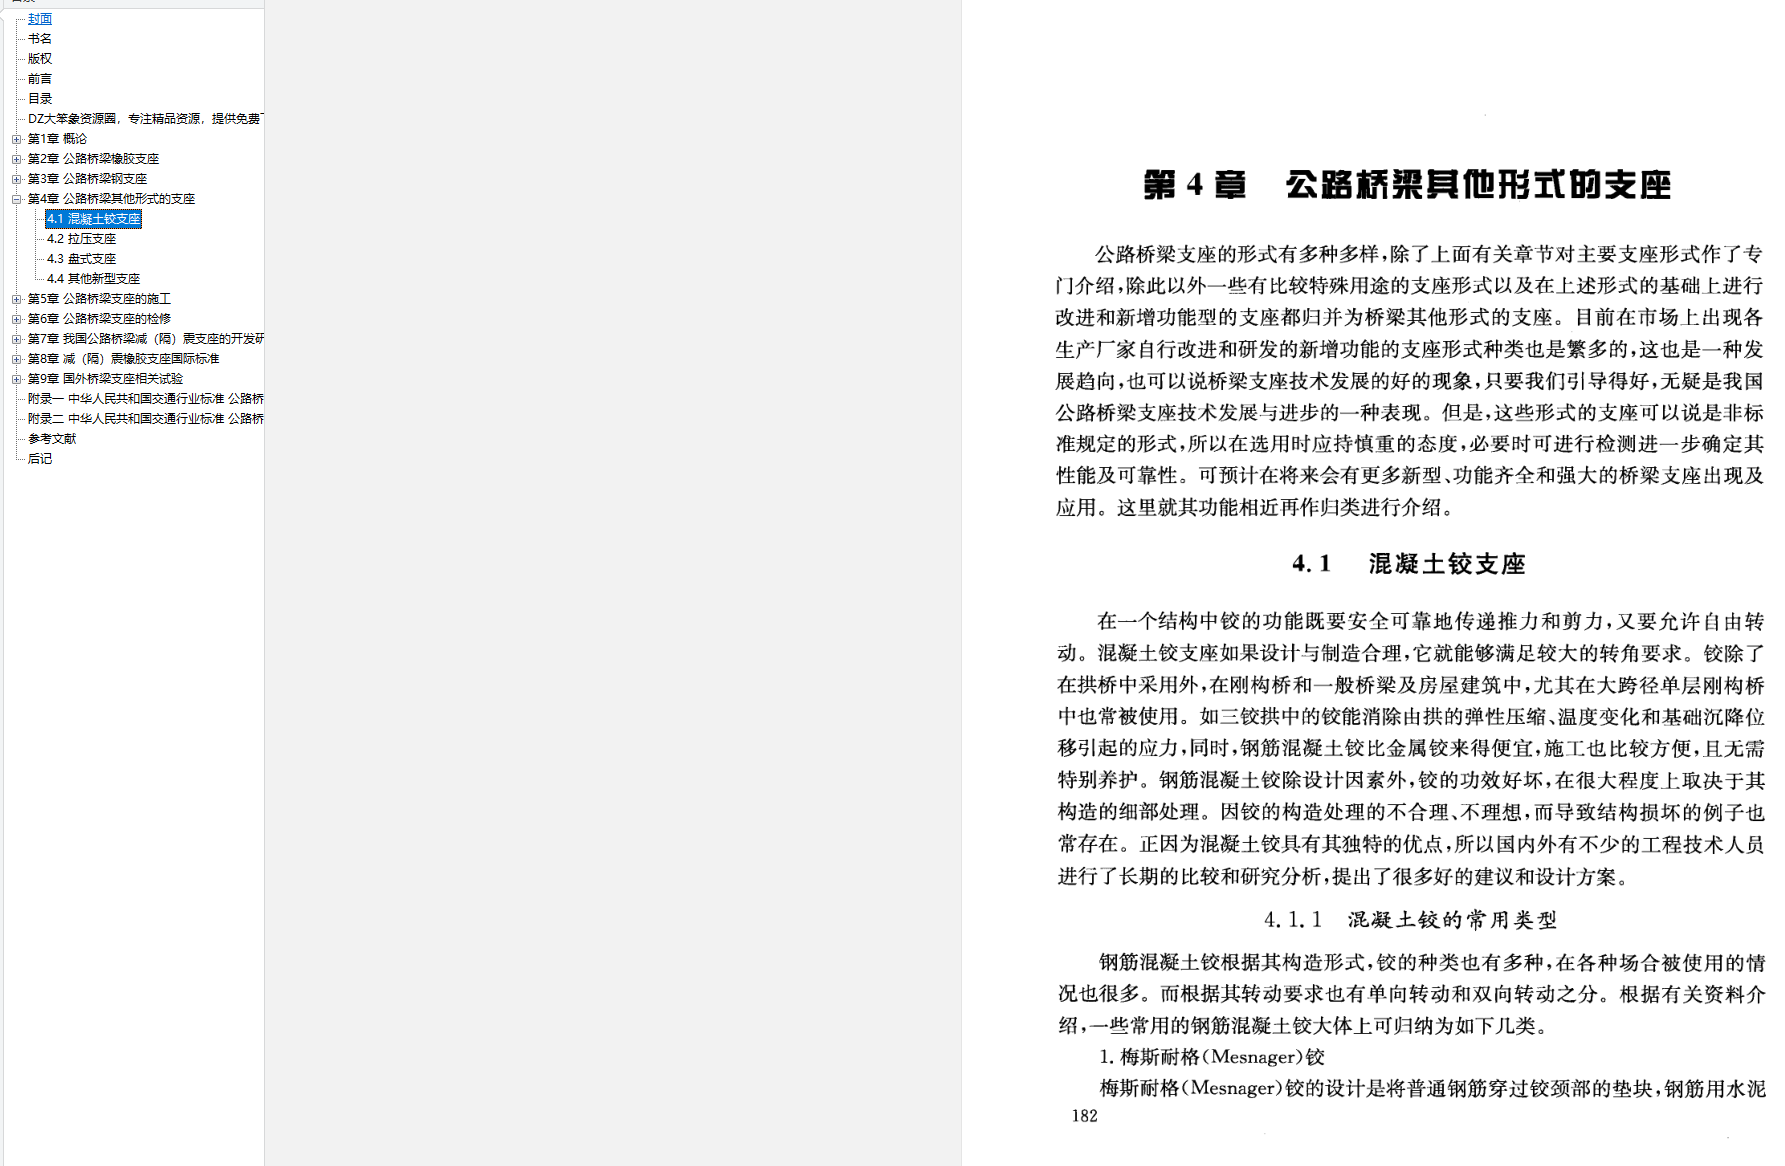 封面
书名
版权
前言
目录
DZ大笨象资源圈，专注精品资源，提供免费
第1章 概论
第2章 公路桥梁橡胶支座
第3章 公路桥梁钢支座
第4章 公路桥梁其他形式的支座
4.1 混凝土铰支座
4.2 拉压支座
4.3 盘式支座
4.4 其他新型支座
第5章 公路桥梁支座的施工
第6章 公路桥梁支座的检修
第7章 我国公路桥梁减（隔）震支座的开发研
第8章 减（隔）震橡胶支座国际标准
第9章 国外桥梁支座相关试验
附录一 中华人民共和国交通行业标准 公路桥
附录二 中华人民共和国交通行业标准 公路桥
参考文献
后记
第 4 章 公路桥梁其他形式的支座
公路桥梁支座的形式有多种多样,除了上面有关章节对主要支座形式作了专
门介绍,除此以外一些有比较特殊用途的支座形式以及在上述形式的基础上进行
改进和新增功能型的支座都归并为桥梁其他形式的支座。目前在市场上出现各
生产厂家自行改进和研发的新增功能的支座形式种类也是繁多的,这也是一种发
展趋向,也可以说桥梁支座技术发展的好的现象,只要我们引导得好,无疑是我国
公路桥梁支座技术发展与进步的一种表现。但是,这些形式的支座可以说是非标
准规定的形式,所以在选用时应持慎重的态度,必要时可进行检测进一步确定其
性能及可靠性。可预计在将来会有更多新型、功能齐全和强大的桥梁支座出现及
应用。这里就其功能相近再作归类进行介绍。
4.1 混凝土铰支座
在一个结构中铰的功能既要安全可靠地传递推力和剪力,又要允许自由转
动。混凝土铰支座如果设计与制造合理,它就能够满足较大的转角要求。铰除了
在拱桥中采用外,在刚构桥和一般桥梁及房屋建筑中,尤其在大跨径单层刚构桥
中也常被使用。如三铰拱中的铰能消除由拱的弹性压缩、温度变化和基础沉降位
移引起的应力,同时,钢筋混凝土铰比金属铰来得便宜,施工也比较方便,且无需
特别养护。钢筋混凝土铰除设计因素外,铰的功效好坏,在很大程度上取决于其
构造的细部处理。因铰的构造处理的不合理、不理想,而导致结构损坏的例子也
常存在。正因为混凝土铰具有其独特的优点,所以国内外有不少的工程技术人员
进行了长期的比较和研究分析,提出了很多好的建议和设计方案。
4.1.1 混凝土铰的常用类型
钢筋混凝土铰根据其构造形式,铰的种类也有多种,在各种场合被使用的情
况也很多。而根据其转动要求也有单向转动和双向转动之分。根据有关资料介
绍,一些常用的钢筋混凝土铰大体上可归纳为如下几类。
1. 梅斯耐格(Mesnager)铰
梅斯耐格(Mesnager)铰的设计是将普通钢筋穿过铰颈部的垫块,钢筋用水泥
182